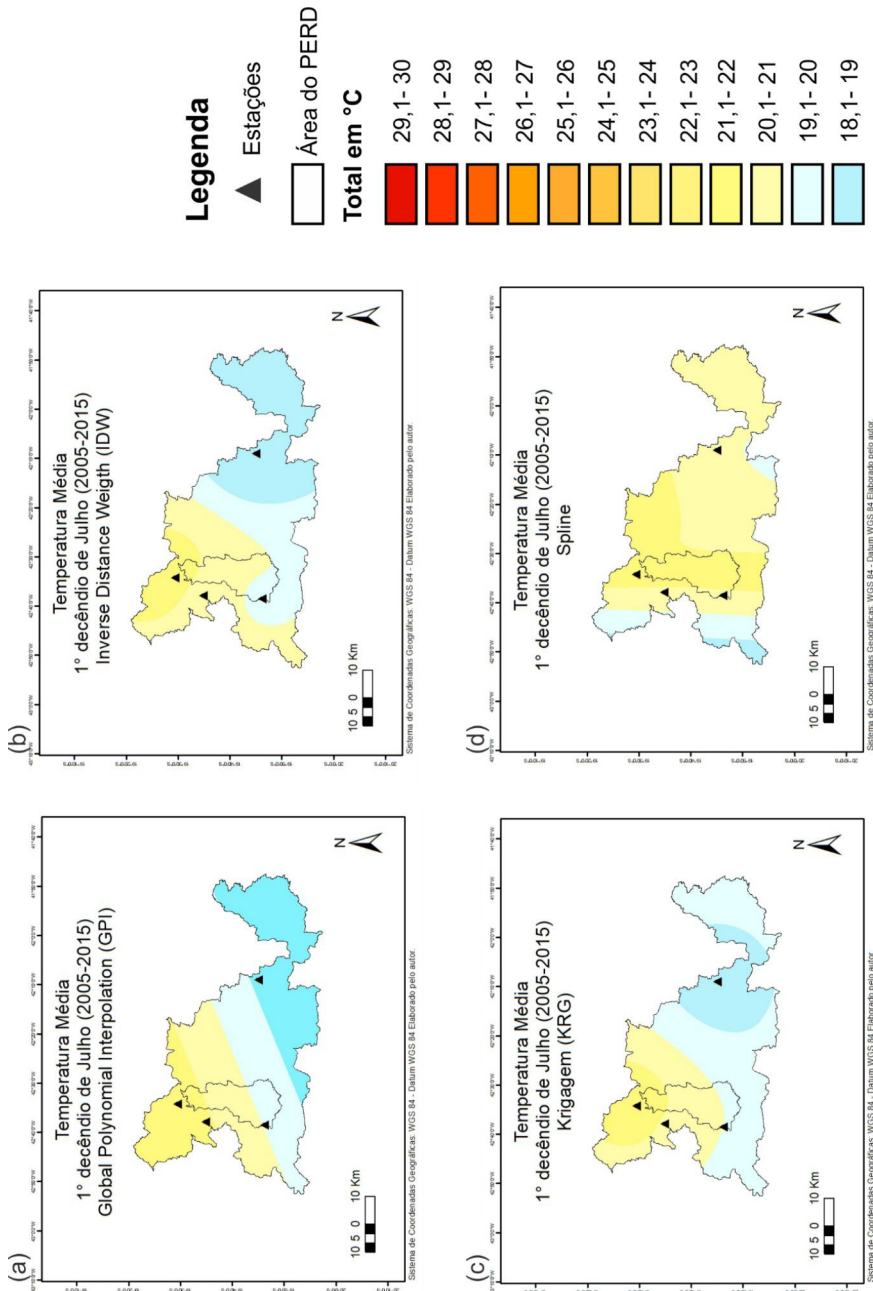 (a)
Temperatura Média
1° decêndio de Julho (2005-2015)
Global Polynomial Interpolation (GPI)
N
10 5 0 10 Km
Sistema de Coordenadas Geográficas: WGS 84 - Datum WGS 84 Elaborado pelo autor.
(b)
Temperatura Média
1° decêndio de Julho (2005-2015)
Inverse Distance Weigth (IDW)
N
10 5 0 10 Km
Sistema de Coordenadas Geográficas: WGS 84 - Datum WGS 84 Elaborado pelo autor.
(c)
Temperatura Média
1° decêndio de Julho (2005-2015)
Krigagem (KRG)
N
10 5 0 10 Km
Sistema de Coordenadas Geográficas: WGS 84 - Datum WGS 84 Elaborado pelo autor
(d)
Temperatura Média
1° decêndio de Julho (2005-2015)
Spline
N
10 5 0 10 Km
Sistema de Coordenadas Geográficas: WGS 84 - Datum WGS 84 Elaborado pelo autor
Legenda
Estações
Área do PERD
Total em °C
29,1- 30
28,1- 29
27,1- 28
26,1- 27
25,1- 26
24,1- 25
23,1- 24
22,1- 23
21,1- 22
20,1- 21
19,1- 20
18,1- 19